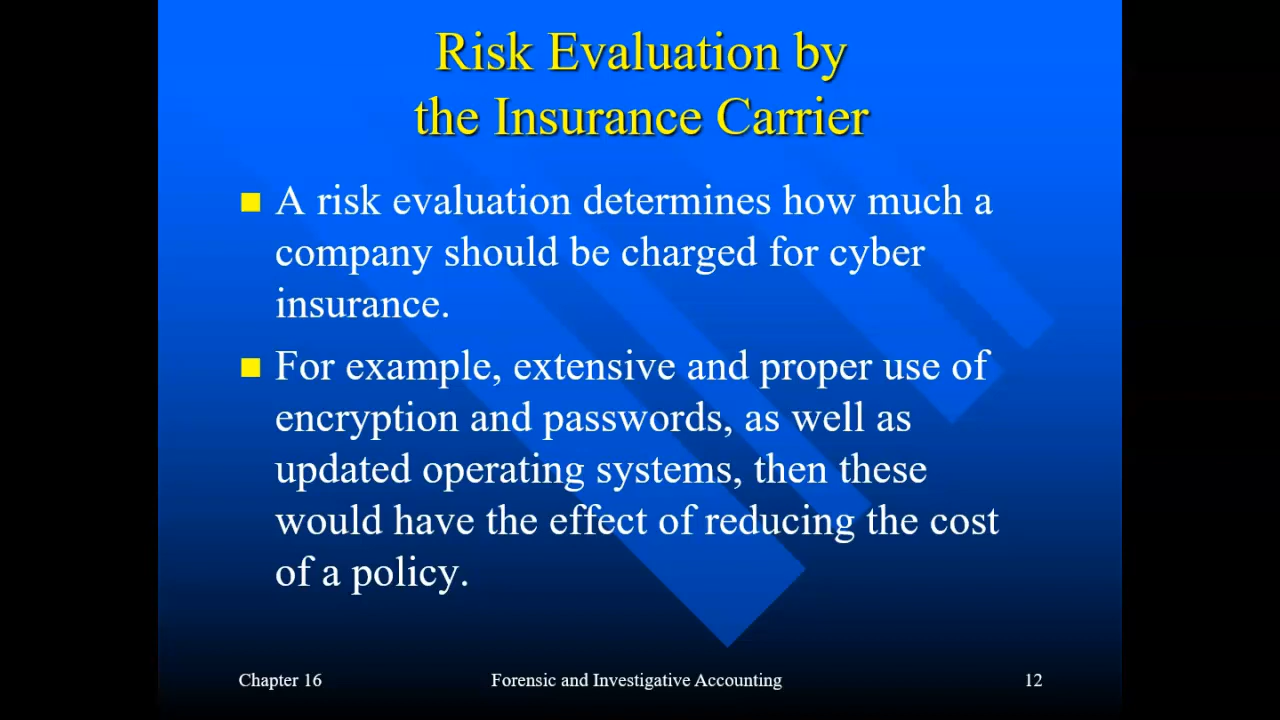 Risk Evaluation by
the Insurance Carrier
A risk evaluation determines how much a
company should be charged for cyber
insurance.
For example, extensive and proper use of
encryption and passwords, as well as
updated operating systems, then these
would have the effect of reducing the cost
of a policy.
Chapter 16 Forensic and Investigative Accounting 12